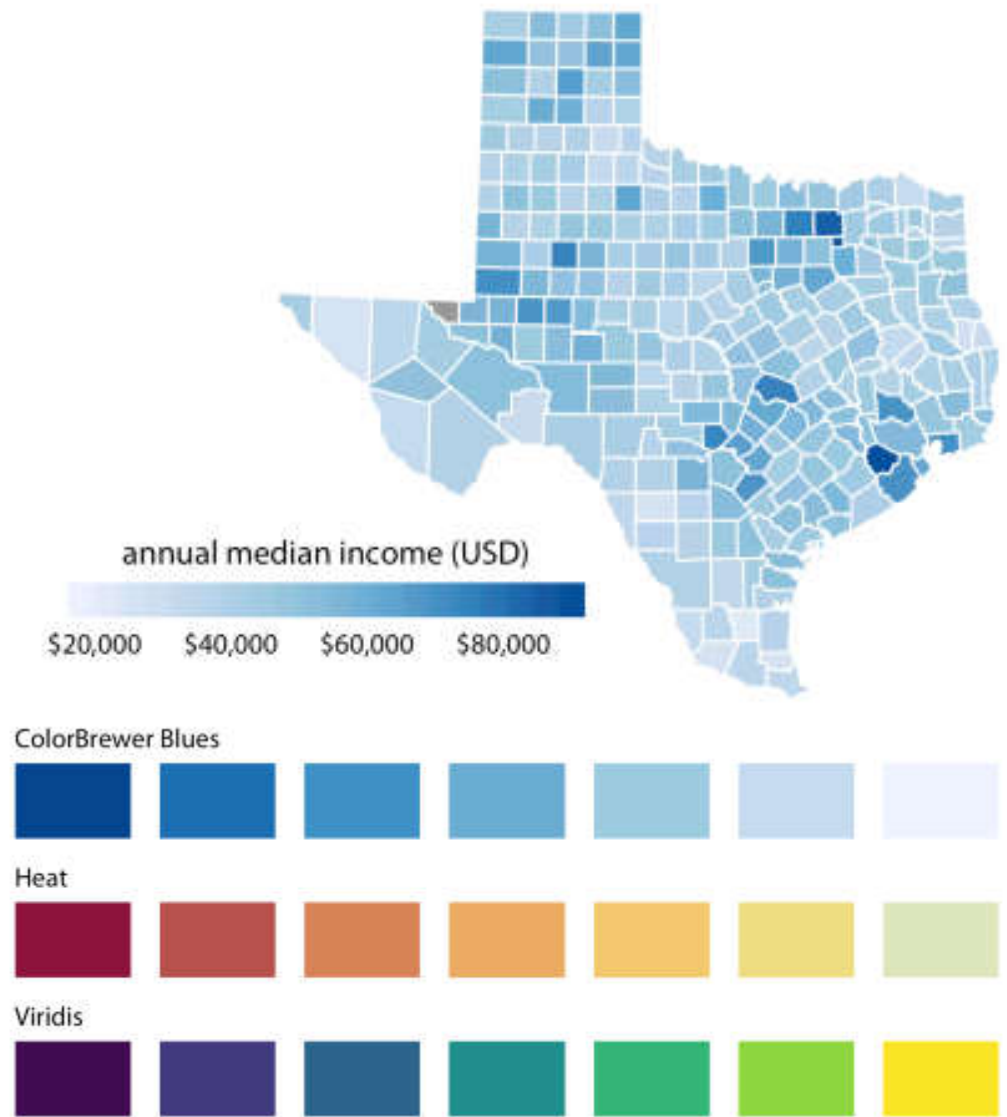 annual median income (USD)
$20,000 $40,000 $60,000 $80,000
ColorBrewer Blues
Heat
Viridis